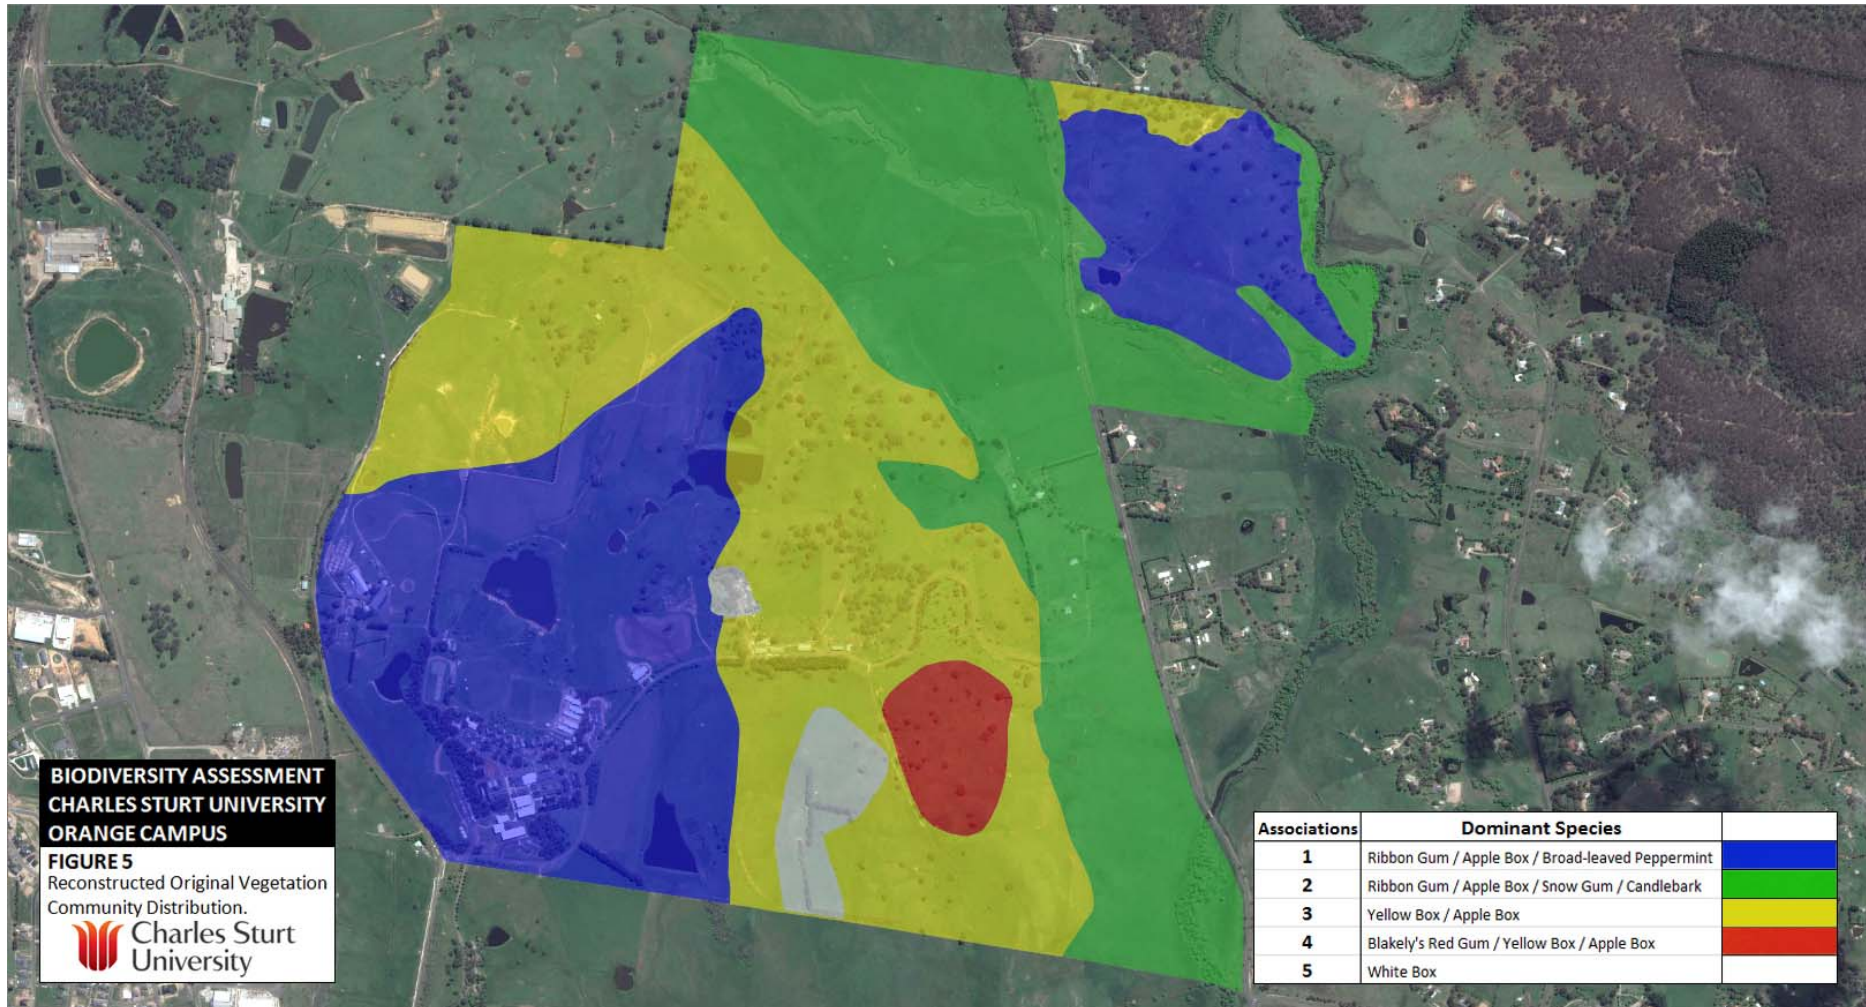 BIODIVERSITY ASSESSMENT
CHARLES STURT UNIVERSITY
ORANGE CAMPUS
FIGURE 5
Reconstructed Original Vegetation
Community Distribution.
Charles Sturt
University
Associations Dominant Species
1 Ribbon Gum / Apple Box / Broad-leaved Peppermint
2 Ribbon Gum / Apple Box / Snow Gum / Candlebark
3 Yellow Box / Apple Box
4 Blakely's Red Gum / Yellow Box / Apple Box
5 White Box